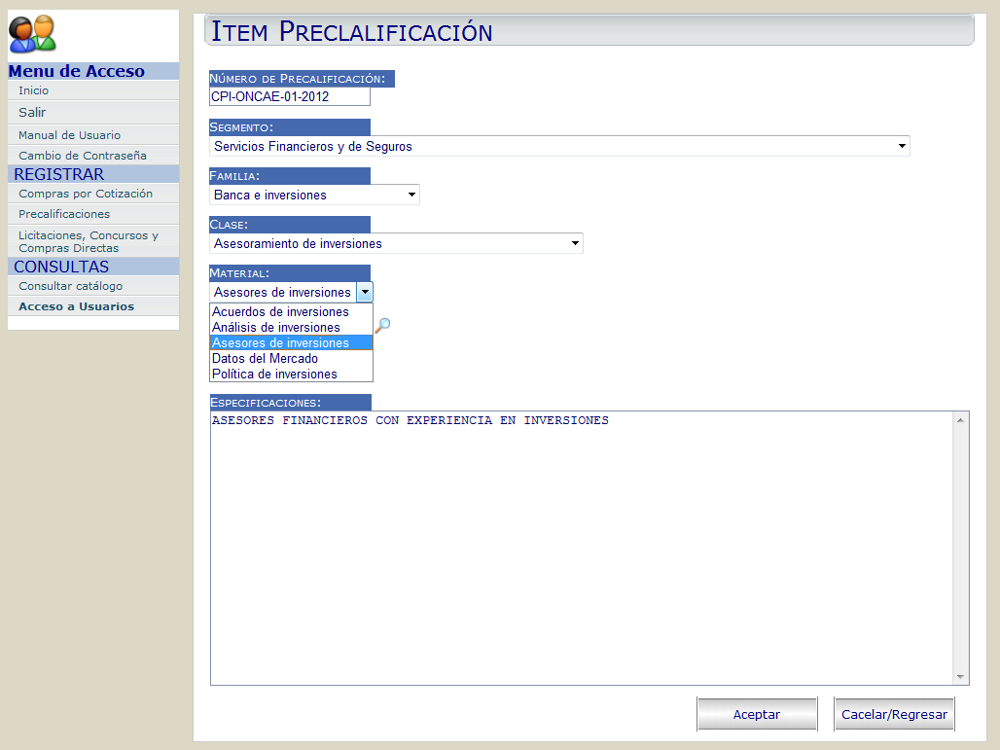 Menu de Acceso
Inicio
Salir
Manual de Usuario
Cambio de Contraseña
REGISTRAR
Compras por Cotización
Precalificaciones
Licitaciones, Concursos y
Compras Directas
CONSULTAS
Consultar catálogo
Acceso a Usuarios
Item Preclalificación
Número de Precalificación:
CPI-ONCAE-01-2012
Segmento:
Servicios Financieros y de Seguros
Familia:
Banca e inversiones
Clase:
Asesoramiento de inversiones
Material:
Asesores de inversiones
Acuerdos de inversiones
Análisis de inversiones
Asesores de inversiones
Datos del Mercado
Política de inversiones
Especificaciones:
ASESORES FINANCIEROS CON EXPERIENCIA EN INVERSIONES
Aceptar
Cacelar/Regresar